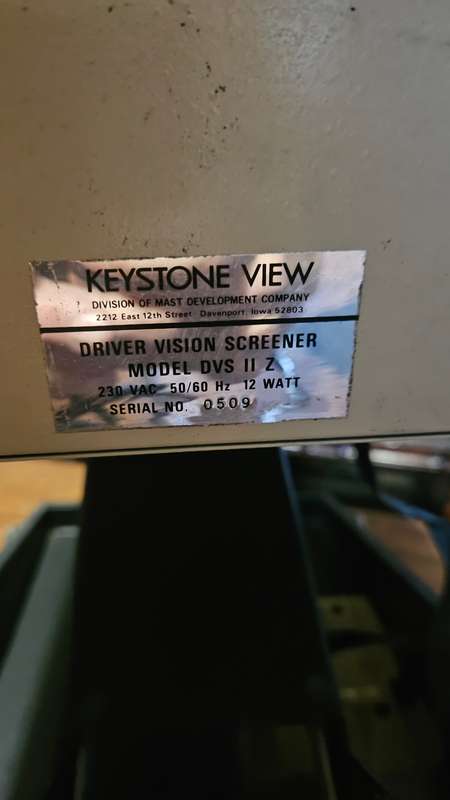 KEYSTONE VIEW
DIVISION OF MAST DEVELOPMENT COMPANY
2212 East 12th Street Davenport, Iowa 52803
DRIVER VISION SCREENER
MODEL DVS II Z
230 VAC 50/60 Hz 12 WATT
SERIAL NO. 0509